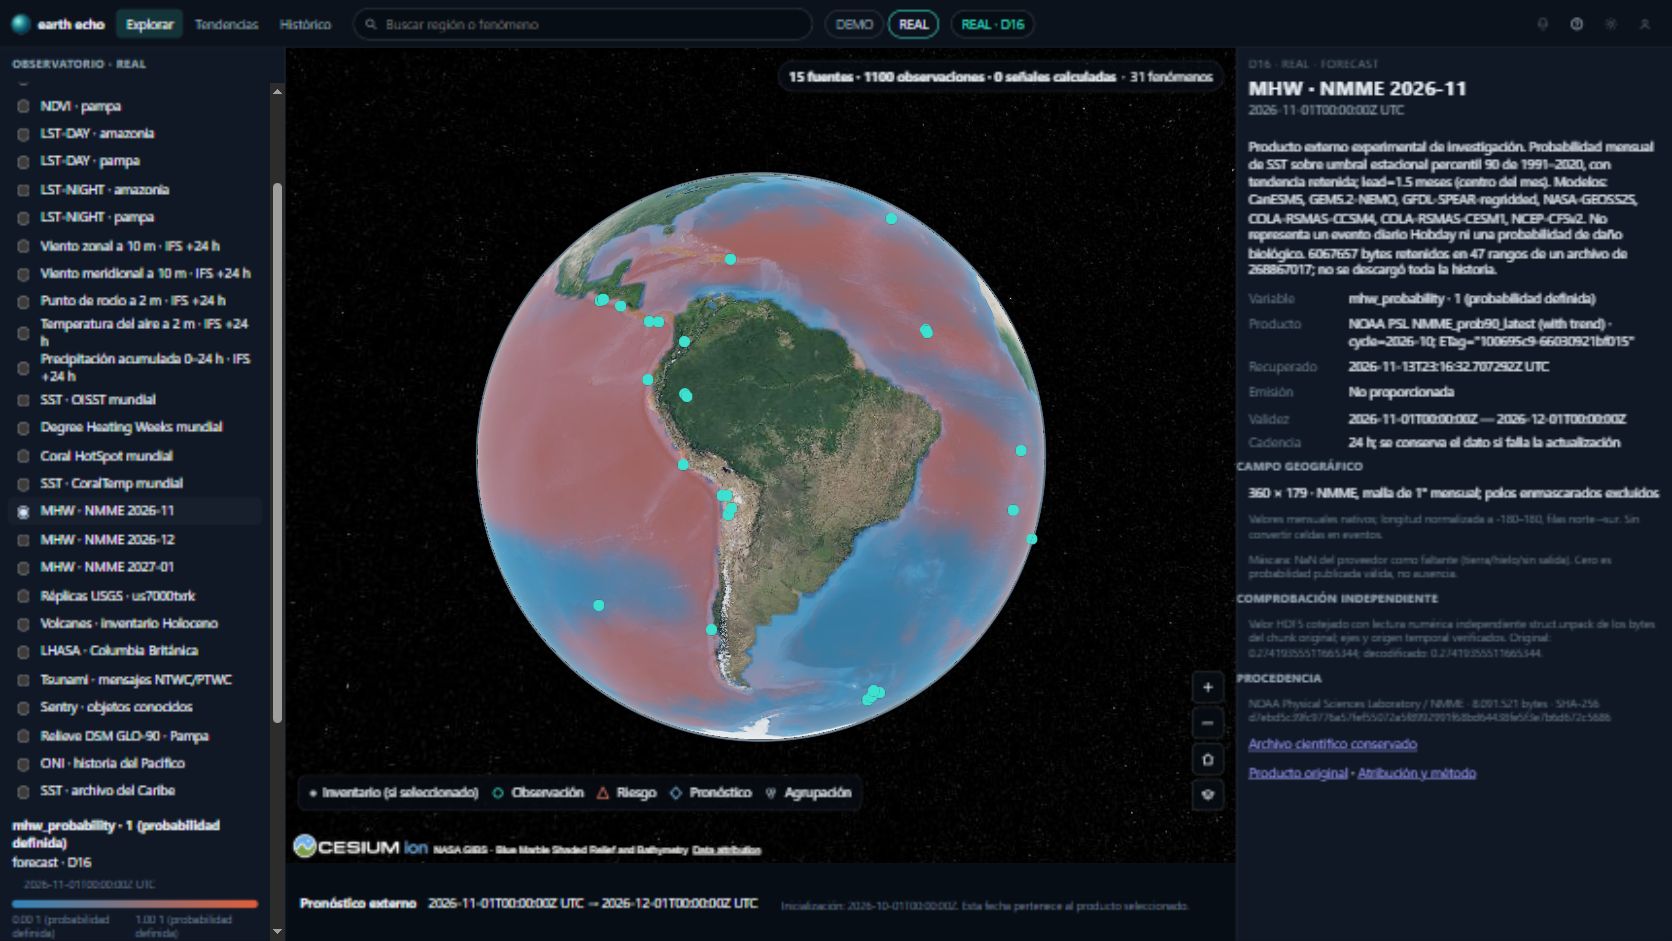 earth echo
Explorar
Tendencias
Histórico
Buscar región o fenómeno
DEMO
REAL
REAL · D16
OBSERVATORIO · REAL
NDVI · pampa
LST-DAY · amazonia
LST-DAY · pampa
LST-NIGHT · amazonia
LST-NIGHT · pampa
Viento zonal a 10 m · IFS +24 h
Viento meridional a 10 m · IFS +24 h
Punto de rocío a 2 m · IFS +24 h
Temperatura del aire a 2 m · IFS +24
h
Precipitación acumulada 0–24 h · IFS
+24 h
SST · OISST mundial
Degree Heating Weeks mundial
Coral HotSpot mundial
SST · CoralTemp mundial
MHW · NMME 2026-11
MHW · NMME 2026-12
MHW · NMME 2027-01
Réplicas USGS · us7000txrk
Volcanes · inventario Holoceno
LHASA · Columbia Británica
Tsunami · mensajes NTWC/PTWC
Sentry · objetos conocidos
Relieve DSM GLO-90 · Pampa
ONI · historia del Pacífico
SST · archivo del Caribe
mhw_probability · 1 (probabilidad
definida)
forecast · D16
2026-11-01T00:00:00Z UTC
0.00 1 (probabilidad
definida)
1.00 1 (probabilidad
definida)
15 fuentes · 1100 observaciones · 0 señales calculadas · 31 fenómenos
+
−
Inventario (si seleccionado)
Observación
Riesgo
Pronóstico
Agrupación
CESIUM ion
NASA GIBS · Blue Marble Shaded Relief and Bathymetry Data attribution
Pronóstico externo
2026-11-01T00:00:00Z UTC → 2026-12-01T00:00:00Z UTC
Inicialización: 2026-10-01T00:00:00Z. Esta fecha pertenece al producto seleccionado.
D16 · REAL · FORECAST
MHW · NMME 2026-11
2026-11-01T00:00:00Z UTC
Producto externo experimental de investigación. Probabilidad mensual
de SST sobre umbral estacional percentil 90 de 1991–2020, con
tendencia retenida; lead=1.5 meses (centro del mes). Modelos:
CanESM5, GEM5.2-NEMO, GFDL-SPEAR-regridded, NASA-GEOSS2S,
COLA-RSMAS-CCSM4, COLA-RSMAS-CESM1, NCEP-CFSv2. No
representa un evento diario Hobday ni una probabilidad de daño
biológico. 6067657 bytes retenidos en 47 rangos de un archivo de
268867017; no se descargó toda la historia.
Variable
mhw_probability · 1 (probabilidad definida)
Producto
NOAA PSL NMME_prob90_latest (with trend) ·
cycle=2026-10; ETag="100695c9-66030921bf015"
Recuperado
2026-11-13T23:16:32.707292Z UTC
Emisión
No proporcionada
Validez
2026-11-01T00:00:00Z — 2026-12-01T00:00:00Z
Cadencia
24 h; se conserva el dato si falla la actualización
CAMPO GEOGRÁFICO
360 × 179 · NMME, malla de 1° mensual; polos enmascarados excluidos
Valores mensuales nativos; longitud normalizada a -180–180, filas norte→sur. Sin
convertir celdas en eventos.
Máscara: NaN del proveedor como faltante (tierra/hielo/sin salida). Cero es
probabilidad publicada válida, no ausencia.
COMPROBACIÓN INDEPENDIENTE
Valor HDF5 cotejado con lectura numérica independiente struct.unpack de los bytes
del chunk original; ejes y origen temporal verificados. Original:
0.27419355511665344; decodificado: 0.27419355511665344.
PROCEDENCIA
NOAA Physical Sciences Laboratory / NMME · 8.091.521 bytes · SHA-256
Archivo científico conservado
Producto original · Atribución y método